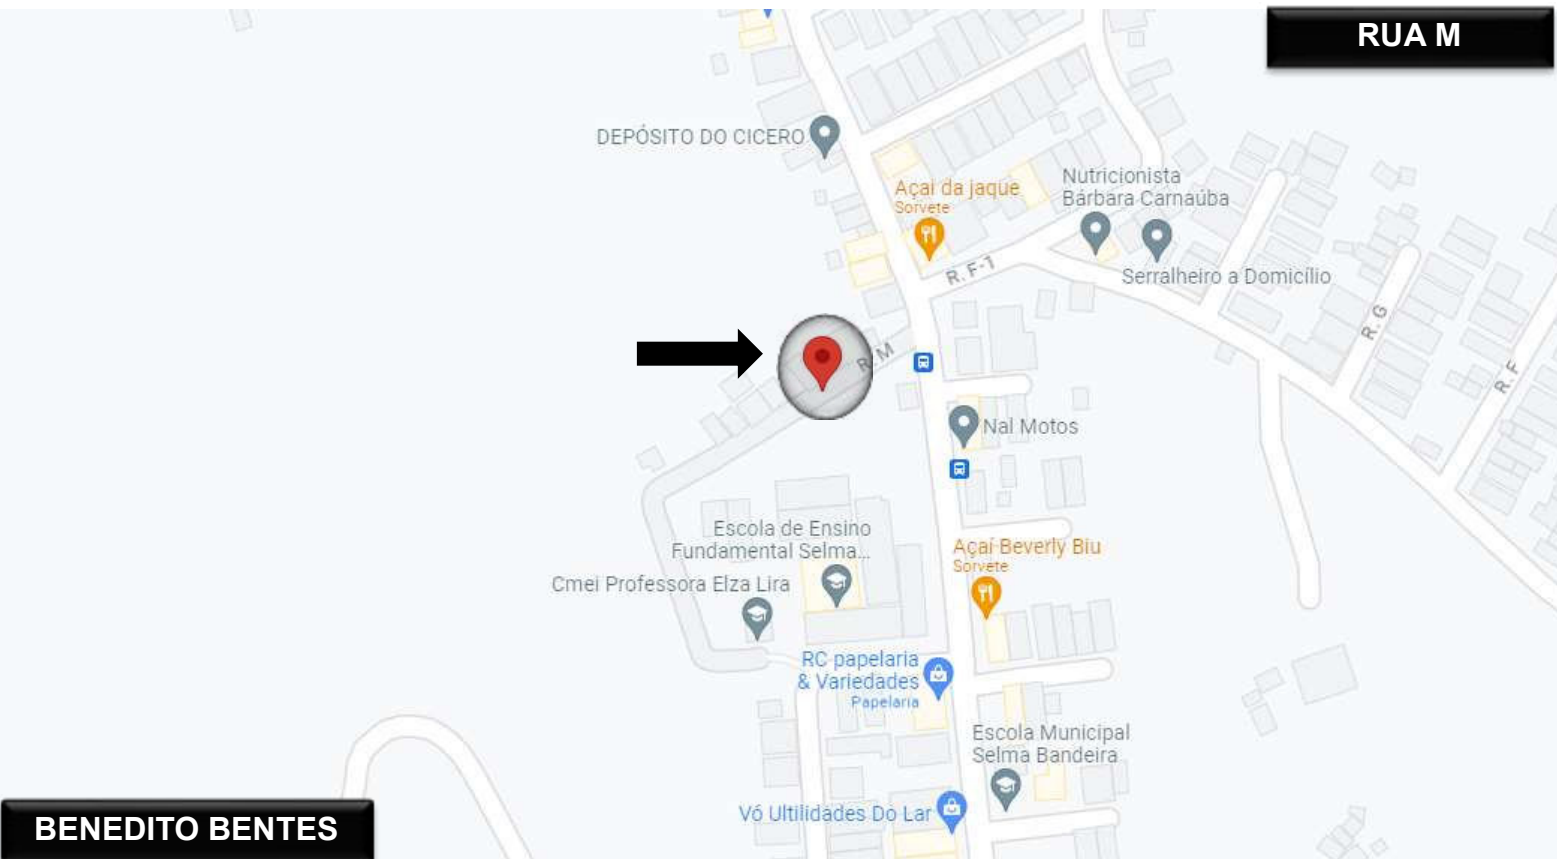 RUA M
DEPÓSITO DO CICERO
Açai da jaque
Sorvete
Nutricionista
Bárbara Carnaúba
R. F-1
Serralheiro a Domicílio
R. G
R. M
R. F
Nal Motos
Escola de Ensino
Fundamental Selma...
Açaí Beverly Biu
Sorvete
Cmei Professora Elza Lira
RC papelaria
& Variedades
Papelaria
Escola Municipal
Selma Bandeira
Vó Ultilidades Do Lar
BENEDITO BENTES